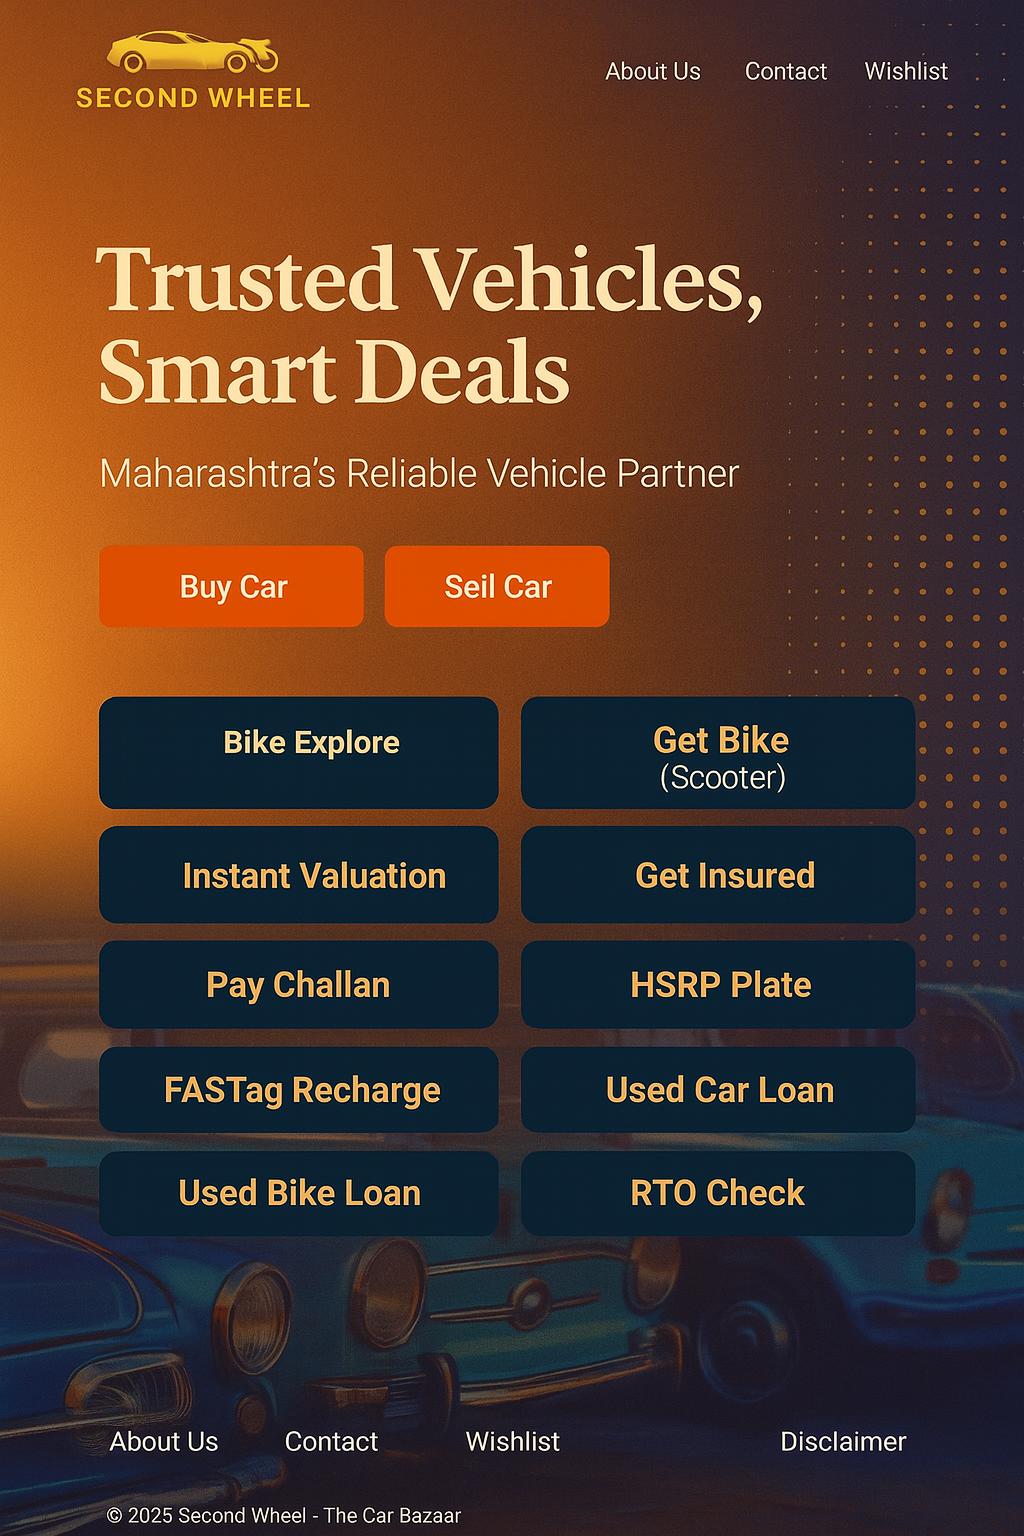 SECOND WHEEL
About Us Contact Wishlist
Trusted Vehicles,
Smart Deals
Maharashtra's Reliable Vehicle Partner
Buy Car Seil Car
Bike Explore Get Bike
(Scooter)
Instant Valuation Get Insured
Pay Challan HSRP Plate
FASTag Recharge Used Car Loan
Used Bike Loan RTO Check
About Us Contact Wishlist Disclaimer
© 2025 Second Wheel - The Car Bazaar